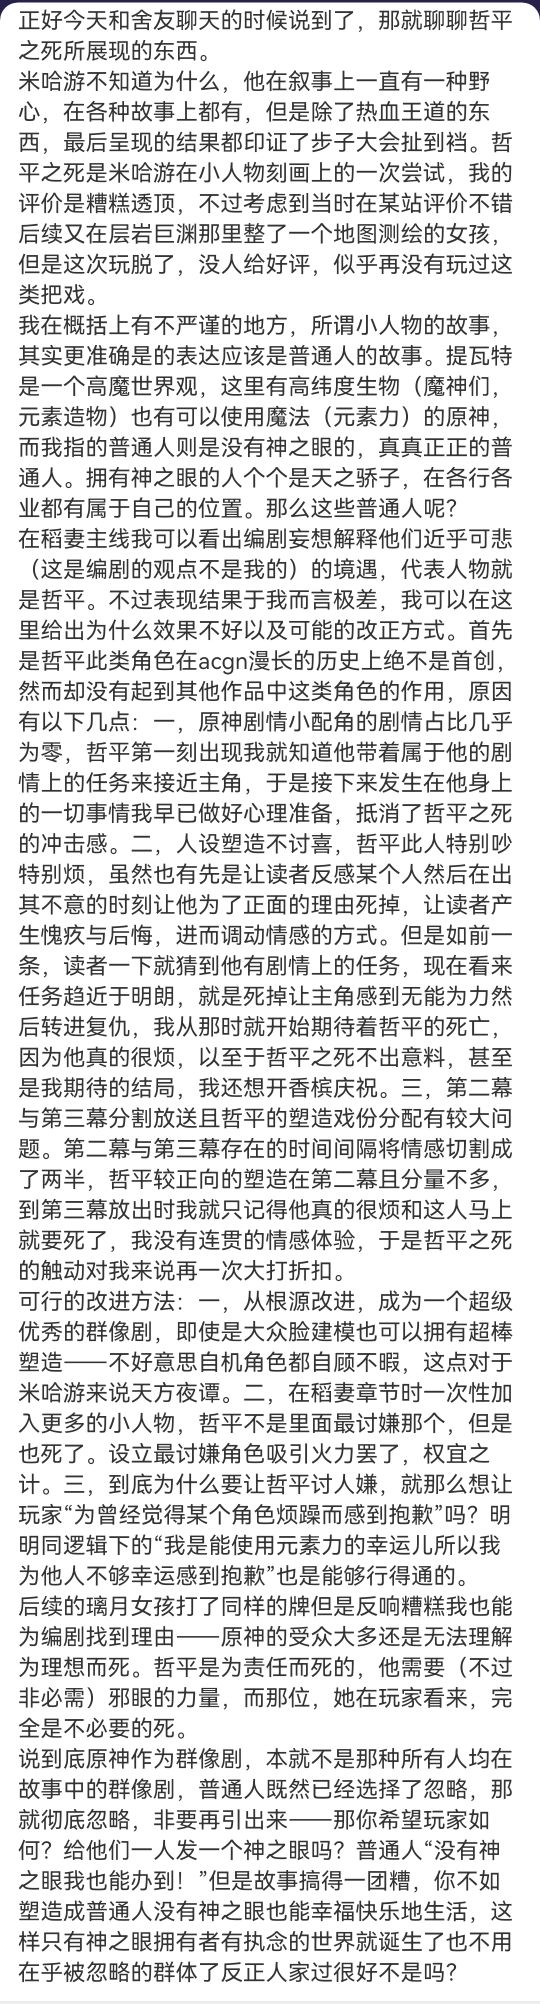 正好今天和舍友聊天的时候说到了，那就聊聊哲平
之死所展现的东西。
米哈游不知道为什么，他在叙事上一直有一种野
心，在各种故事上都有，但是除了热血王道的东
西，最后呈现的结果都印证了步子大会扯到裆。哲
平之死是米哈游在小人物刻画上的一次尝试，我的
评价是糟糕透顶，不过考虑到当时在某站评价不错
后续又在层岩巨渊那里整了一个地图测绘的女孩，
但是这次玩脱了，没人给好评，似乎再没有玩过这
类把戏。
我在概括上有不严谨的地方，所谓小人物的故事，
其实更准确是的表达应该是普通人的故事。提瓦特
是一个高魔世界观，这里有高纬度生物（魔神们，
元素造物）也有可以使用魔法（元素力）的原神，
而我指的普通人则是没有神之眼的，真真正正的普
通人。拥有神之眼的人个个是天之骄子，在各行各
业都有属于自己的位置。那么这些普通人呢？
在稻妻主线我可以看出编剧妄想解释他们近乎可悲
（这是编剧的观点不是我的）的境遇，代表人物就
是哲平。不过表现结果于我而言极差，我可以在这
里给出为什么效果不好以及可能的改正方式。首先
是哲平此类角色在acgn漫长的历史上绝不是首创，
然而却没有起到其他作品中这类角色的作用，原因
有以下几点：一，原神剧情小配角的剧情占比几乎
为零，哲平第一刻出现我就知道他带着属于他的剧
情上的任务来接近主角，于是接下来发生在他身上
的一切事情我早已做好心理准备，抵消了哲平之死
的冲击感。二，人设塑造不讨喜，哲平此人特别吵
特别烦，虽然也有先是让读者反感某个人然后在出
其不意的时刻让他为了正面的理由死掉，让读者产
生愧疚与后悔，进而调动情感的方式。但是如前一
条，读者一下就猜到他有剧情上的任务，现在看来
任务趋近于明朗，就是死掉让主角感到无能为力然
后转进复仇，我从那时就开始期待着哲平的死亡，
因为他真的很烦，以至于哲平之死不出意料，甚至
是我期待的结局，我还想开香槟庆祝。三，第二幕
与第三幕分割放送且哲平的塑造戏份分配有较大问
题。第二幕与第三幕存在的时间间隔将情感切割成
了两半，哲平较正向的塑造在第二幕且分量不多，
到第三幕放出时我就只记得他真的很烦和这人马上
就要死了，我没有连贯的情感体验，于是哲平之死
的触动对我来说再一次大打折扣。
可行的改进方法：一，从根源改进，成为一个超级
优秀的群像剧，即使是大众脸建模也可以拥有超棒
塑造——不好意思自机角色都自顾不暇，这点对于
米哈游来说天方夜谭。二，在稻妻章节时一次性加
入更多的小人物，哲平不是里面最讨嫌那个，但是
也死了。设立最讨嫌角色吸引火力罢了，权宜之
计。三，到底为什么要让哲平讨人嫌，就那么想让
玩家“为曾经觉得某个角色烦躁而感到抱歉”吗？明
明同逻辑下的“我是能使用元素力的幸运儿所以我
为他人不够幸运感到抱歉”也是能够行得通的。
后续的璃月女孩打了同样的牌但是反响糟糕我也能
为编剧找到理由——原神的受众大多还是无法理解
为理想而死。哲平是为责任而死的，他需要（不过
非必需）邪眼的力量，而那位，她在玩家看来，完
全是不必要的死。
说到底原神作为群像剧，本就不是那种所有人均在
故事中的群像剧，普通人既然已经选择了忽略，那
就彻底忽略，非要再引出来——那你希望玩家如
何？给他们一人发一个神之眼吗？普通人“没有神
之眼我也能办到！”但是故事搞得一团糟，你不如
塑造成普通人没有神之眼也能幸福快乐地生活，这
样只有神之眼拥有者有执念的世界就诞生了也不用
在乎被忽略的群体了反正人家过很好不是吗？